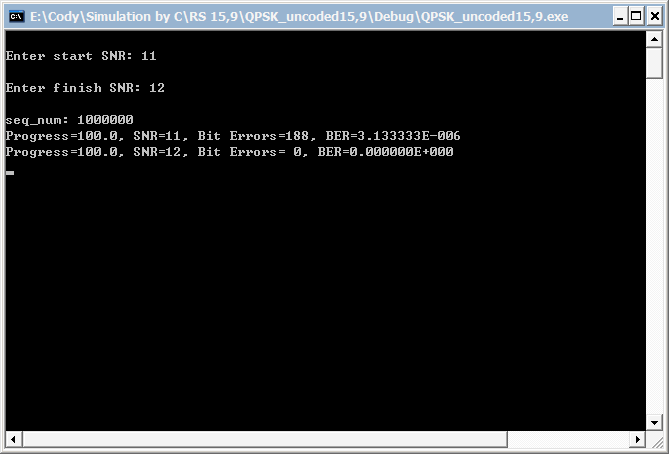 E:\Cody\Simulation by C\RS 15,9\QPSK_uncoded15,9\Debug\QPSK_uncoded15,9.exe
Enter start SNR: 11
Enter finish SNR: 12
seq_num: 1000000
Progress=100.0, SNR=11, Bit Errors=188, BER=3.133333E-006
Progress=100.0, SNR=12, Bit Errors= 0, BER=0.000000E+000